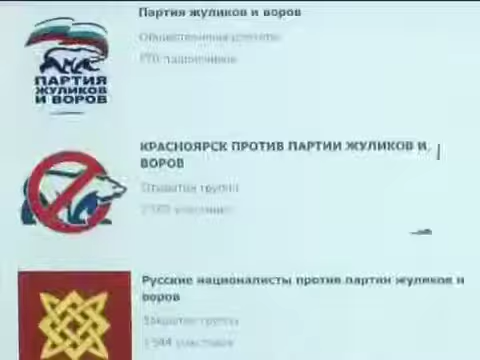 Партия жуликов и воров
ПАРТИЯ
ЖУЛИКОВ
И ВОРОВ
КРАСНОЯРСК ПРОТИВ ПАРТИИ ЖУЛИКОВ И
ВОРОВ
Открытая группа
Русские националисты против партии жуликов и
воров
Закрытая группа